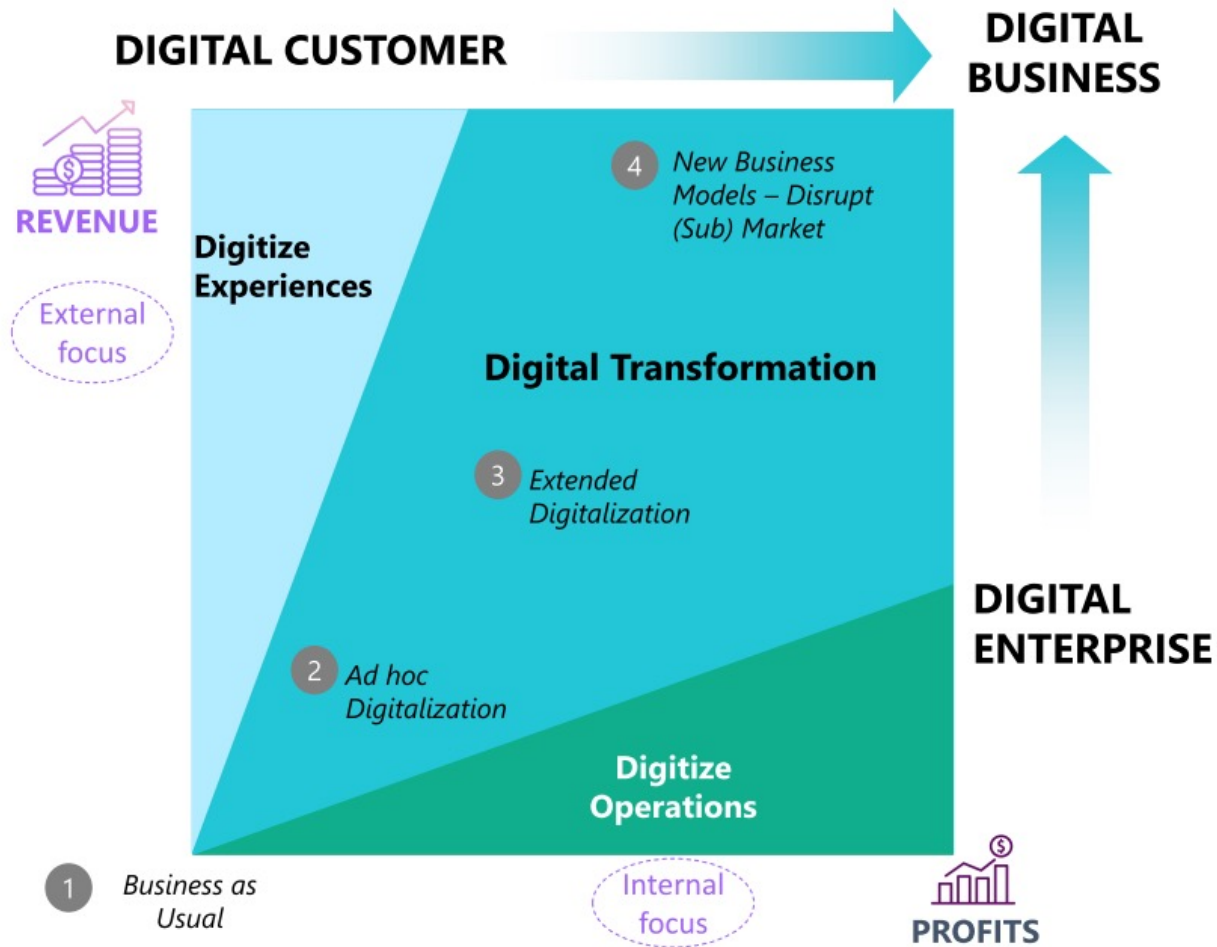 DIGITAL CUSTOMER
DIGITAL
BUSINESS
$
REVENUE
External
focus
Digitize
Experiences
4
New Business
Models – Disrupt
(Sub) Market
Digital Transformation
3
Extended
Digitalization
DIGITAL
ENTERPRISE
2
Ad hoc
Digitalization
Digitize
Operations
1
Business as
Usual
Internal
focus
$
PROFITS